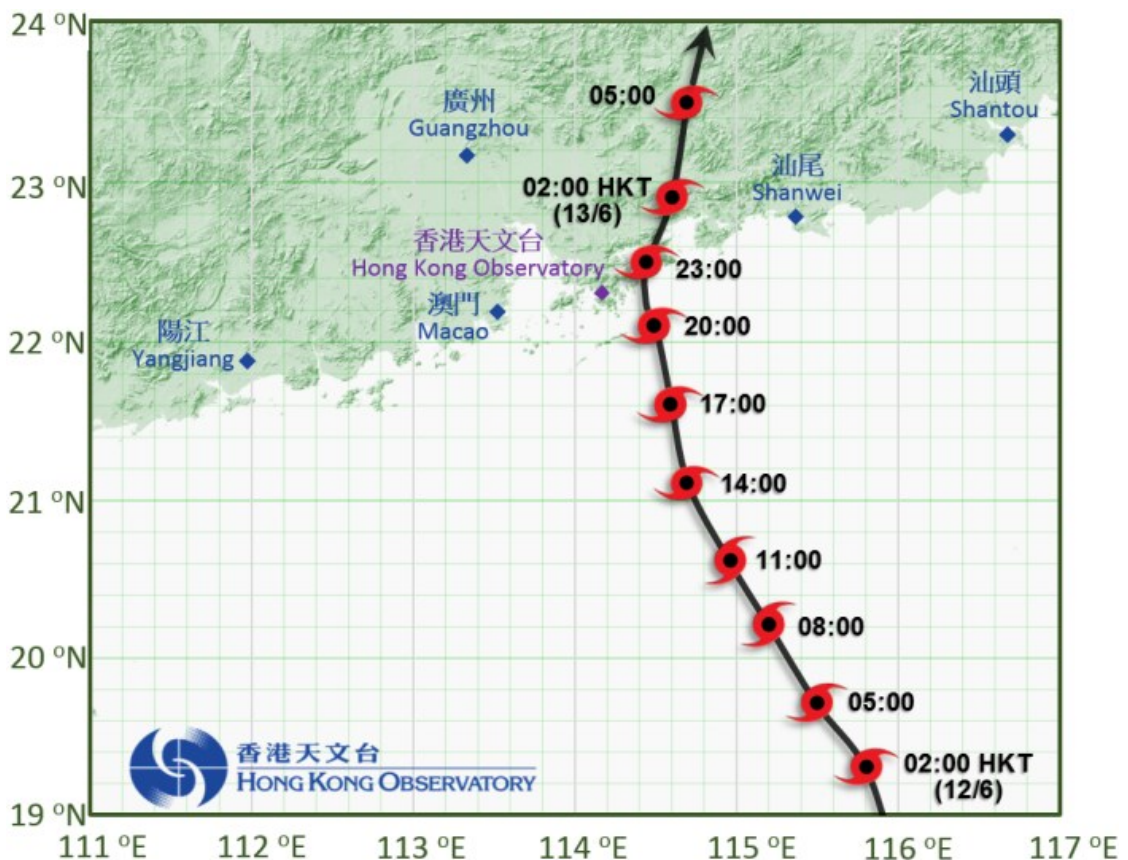 24 °N
05:00
汕頭
Shantou
廣州
Guangzhou
汕尾
Shanwei
23 °N
02:00 HKT
(13/6)
香港天文台
Hong Kong Observatory
23:00
澳門
Macao
20:00
陽江
Yangjiang
22 °N
17:00
14:00
21 °N
11:00
08:00
20 °N
05:00
香港天文台
HONG KONG OBSERVATORY
02:00 HKT
(12/6)
19 °N
111 °E 112 °E 113 °E 114 °E 115 °E 116 °E 117 °E